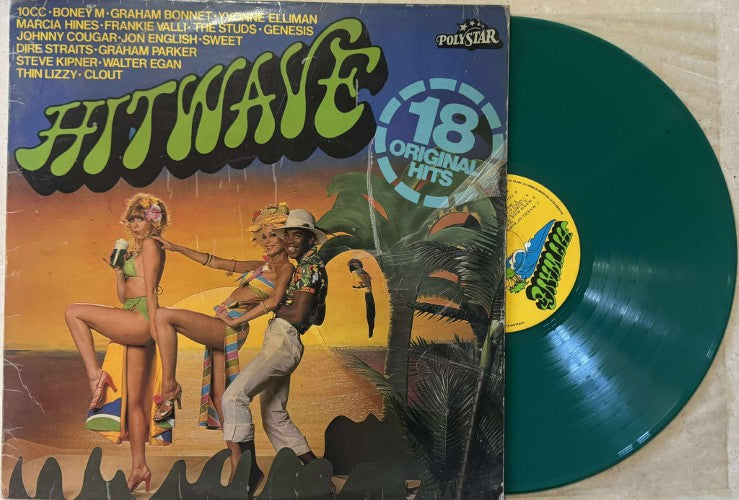 10CC · BONEY M · GRAHAM BONNET · YVONNE ELLIMAN
MARCIA HINES · FRANKIE VALLI · THE STUDS · GENESIS
JOHNNY COUGAR · JON ENGLISH · SWEET
DIRE STRAITS · GRAHAM PARKER
STEVE KIPNER · WALTER EGAN
THIN LIZZY · CLOUT
POLYSTAR
HITWAVE
18
ORIGINAL
HITS
HITWAVE